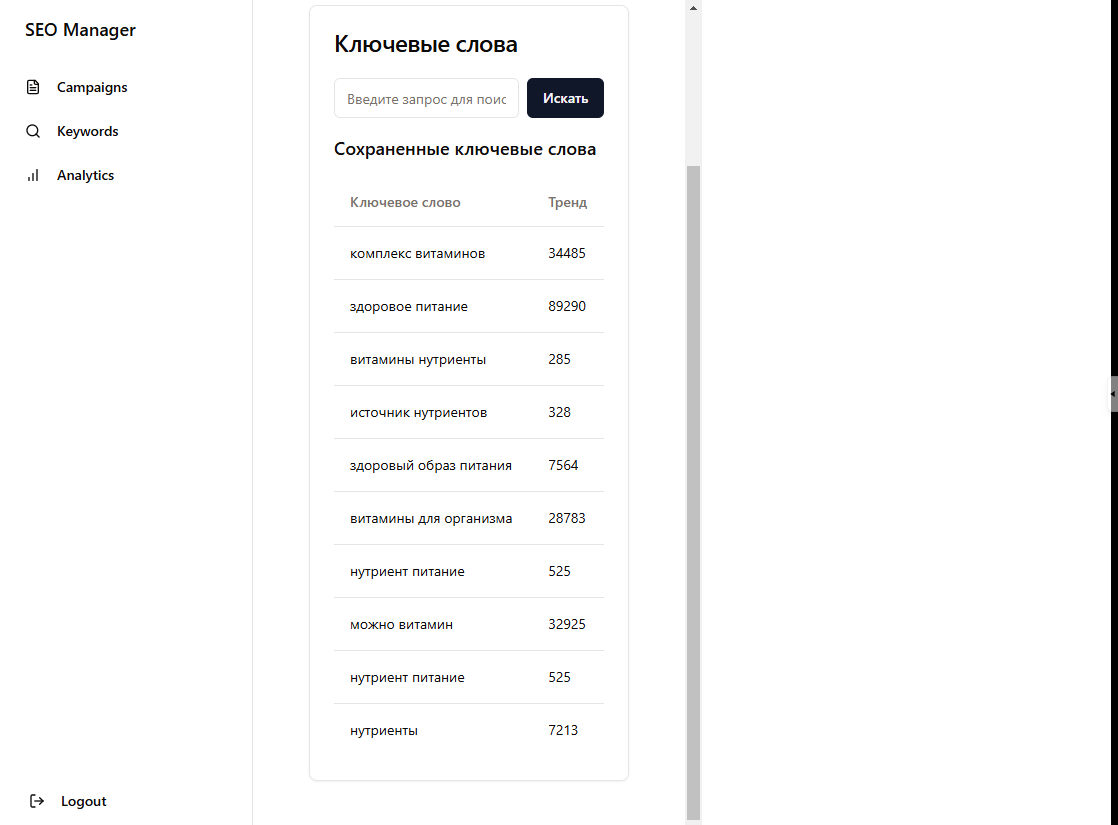 SEO Manager
Campaigns
Keywords
Analytics
Logout
Ключевые слова
Введите запрос для поис
Искать
Сохраненные ключевые слова
Ключевое слово Тренд
комплекс витаминов 34485
здоровое питание 89290
витамины нутриенты 285
источник нутриентов 328
здоровый образ питания 7564
витамины для организма 28783
нутриент питание 525
можно витамин 32925
нутриент питание 525
нутриенты 7213